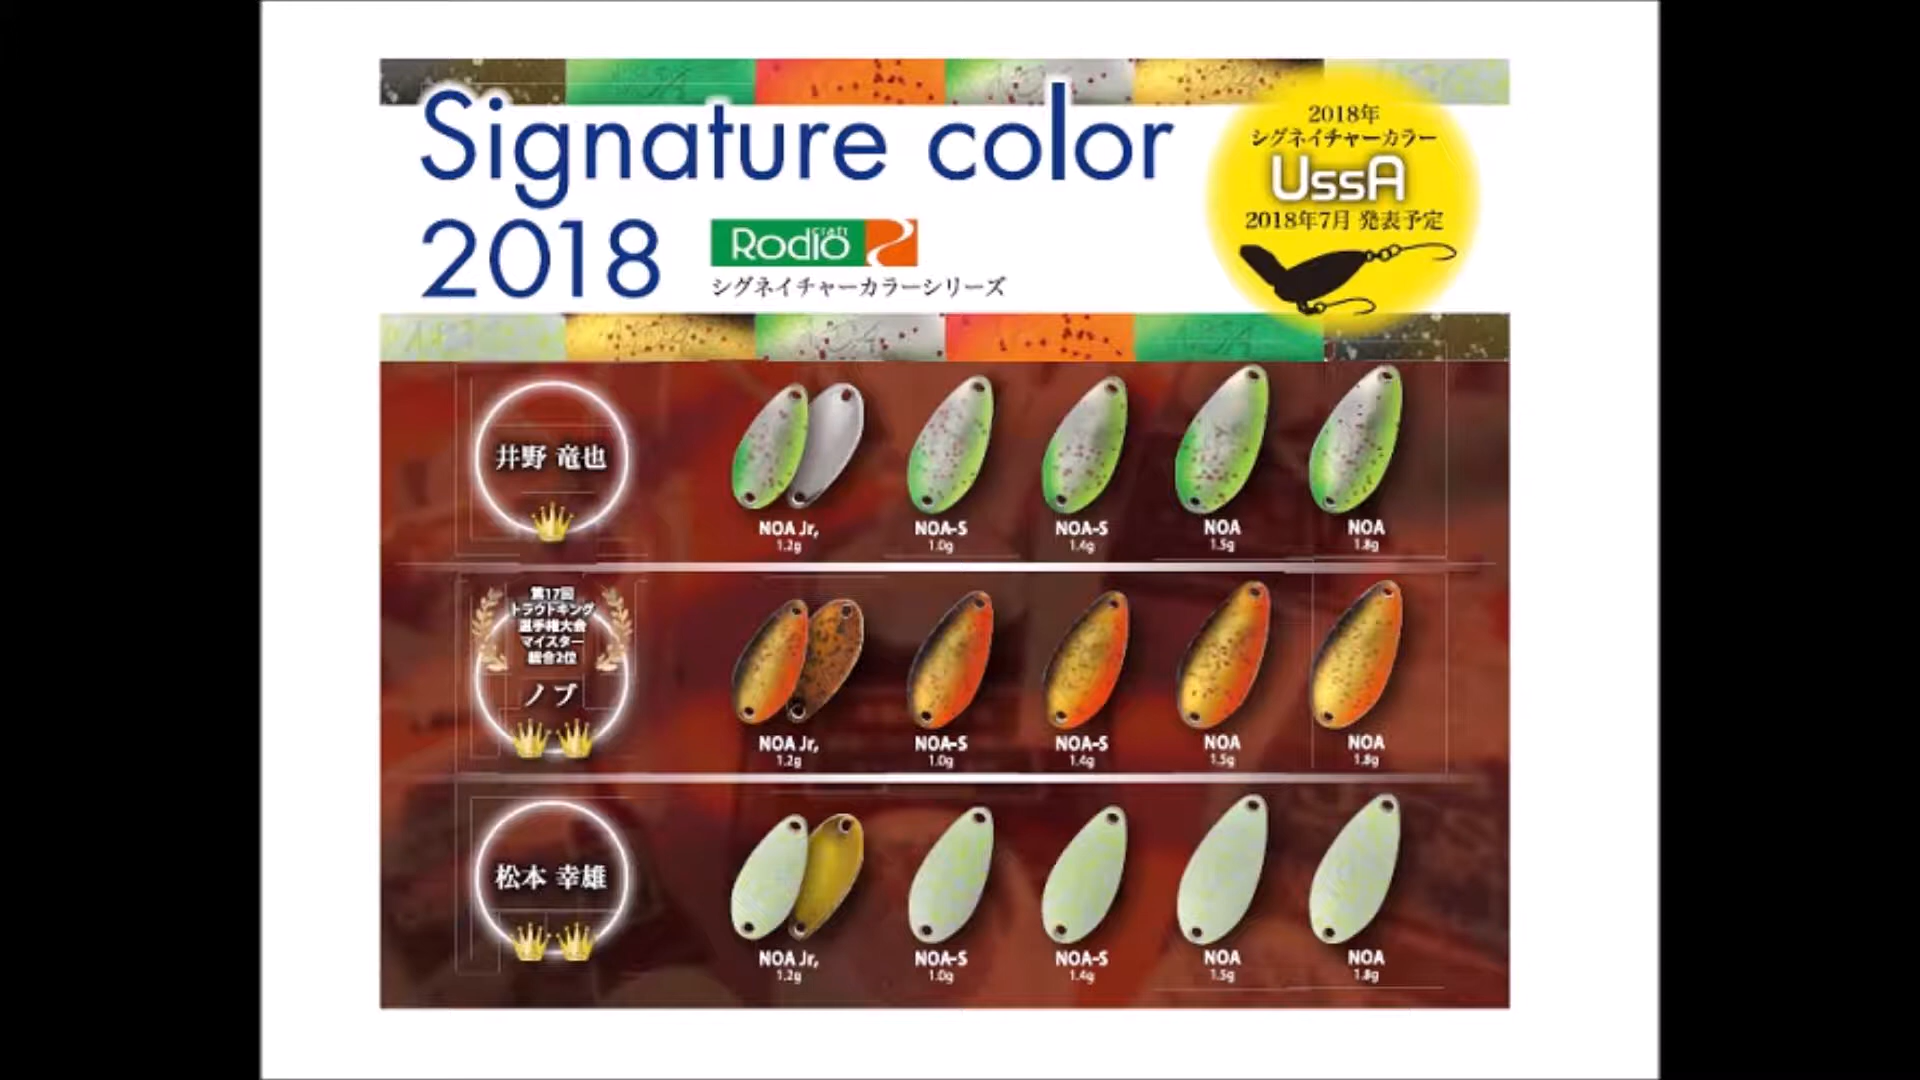 Signature color
2018
Rodio craft
シグネイチャーカラーシリーズ
2018年
シグネイチャーカラー
UssA
2018年7月 発表予定
井野 竜也
NOA Jr,
1.2g
NOA-S
1.0g
NOA-S
1.4g
NOA
1.5g
NOA
1.8g
第17回
トラウトキング
選手権大会
マイスター
総合2位
ノブ
NOA Jr,
1.2g
NOA-S
1.0g
NOA-S
1.4g
NOA
1.5g
NOA
1.8g
松本 幸雄
NOA Jr,
1.2g
NOA-S
1.0g
NOA-S
1.4g
NOA
1.5g
NOA
1.8g